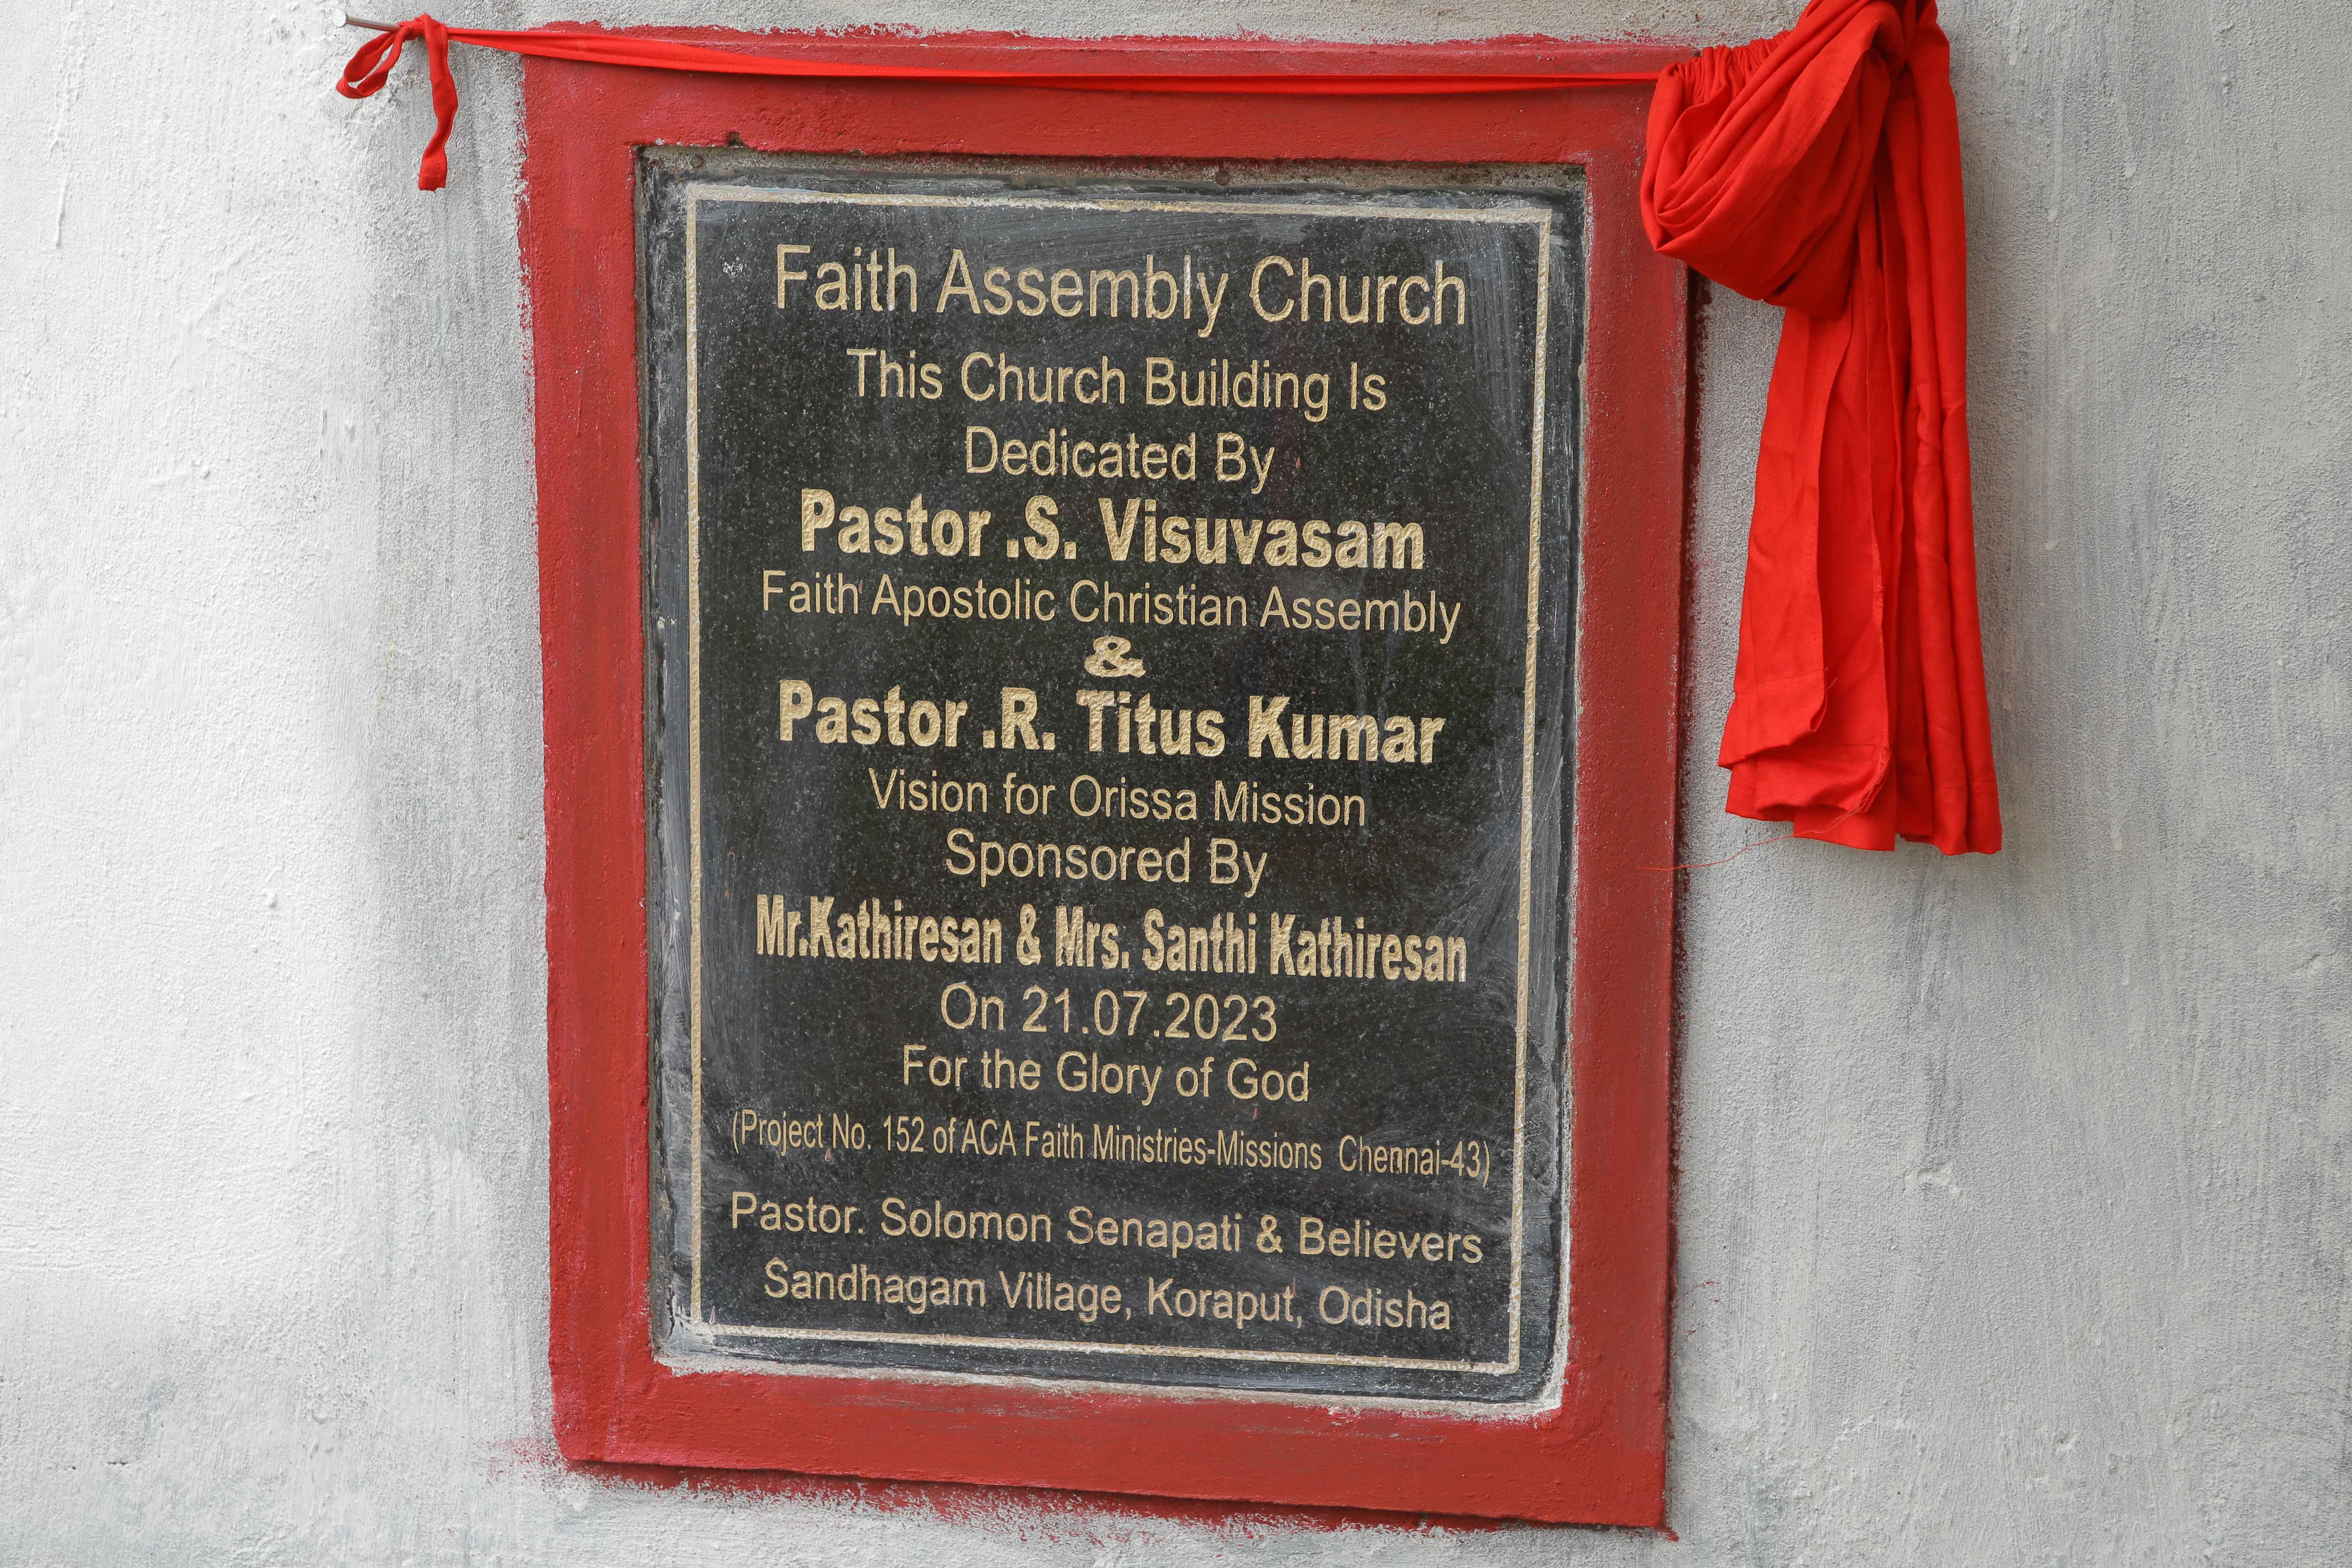 Faith Assembly Church
This Church Building Is
Dedicated By
Pastor .S. Visuvasam
Faith Apostolic Christian Assembly
&
Pastor .R. Titus Kumar
Vision for Orissa Mission
Sponsored By
Mr.Kathiresan & Mrs. Santhi Kathiresan
On 21.07.2023
For the Glory of God
(Project No. 152 of ACA Faith Ministries-Missions Chennai-43)
Pastor. Solomon Senapati & Believers
Sandhagam Village, Koraput, Odisha